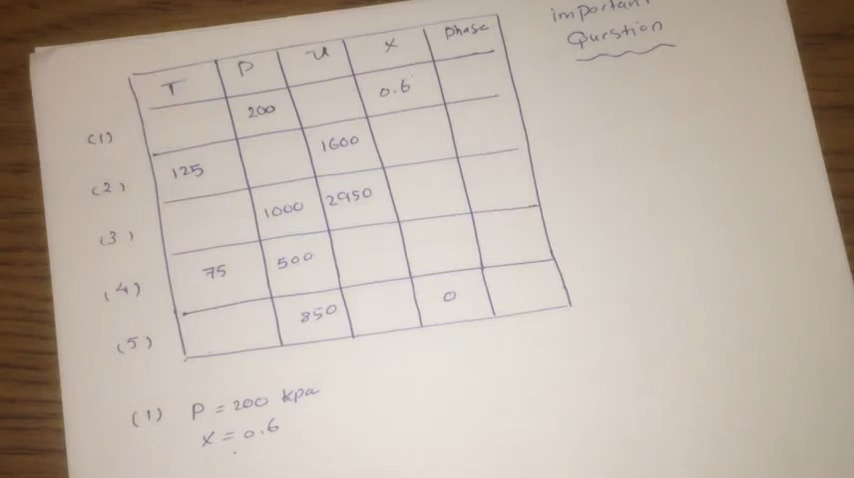 important
Question
T P u x phase
(1) 200 0.6
(2) 125 1600
(3) 1000 2950
(4) 75 500
(5) 850 0
(1) P = 200 kpa
x = 0.6